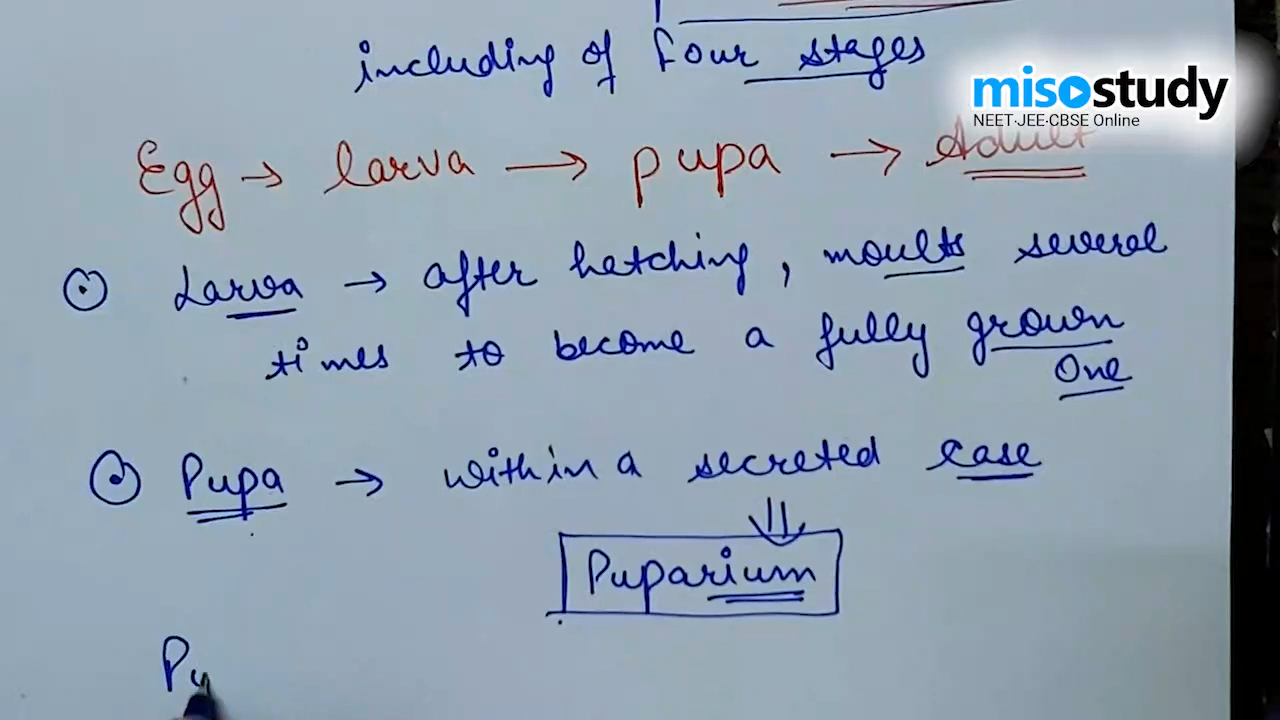 including of four stages
misostudy
NEET·JEE·CBSE Online
Egg → larva → pupa → Adult
Larva → after hatching, moults several
times to become a fully grown
One
Pupa → within a secreted case
Puparium
Pu